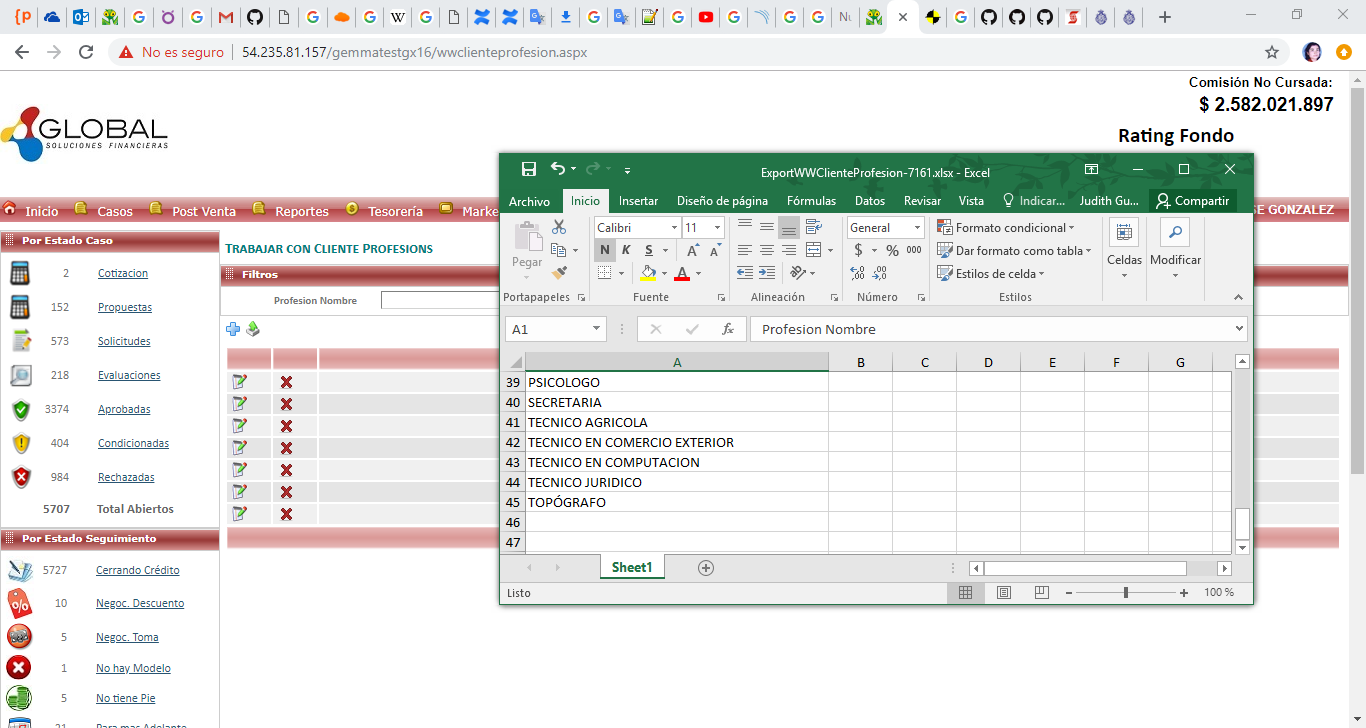 No es seguro
54.235.81.157/gemmatestgx16/wwclienteprofesion.aspx
Comisión No Cursada:
$ 2.582.021.897
Rating Fondo
GLOBAL
SOLUCIONES FINANCIERAS
Inicio Casos Post Venta Reportes Tesorería Marke
SE GONZALEZ
Por Estado Caso
2 Cotizacion
152 Propuestas
573 Solicitudes
218 Evaluaciones
3374 Aprobadas
404 Condicionadas
984 Rechazadas
5707 Total Abiertos
Por Estado Seguimiento
5727 Cerrando Crédito
10 Negoc. Descuento
5 Negoc. Toma
1 No hay Modelo
5 No tiene Pie
21 Para mas Adelante
TRABAJAR CON CLIENTE PROFESIONS
Filtros
Profesion Nombre
ExportWWClienteProfesion-7161.xlsx - Excel
Archivo Inicio Insertar Diseño de página Fórmulas Datos Revisar Vista Indicar... Judith Gu... Compartir
Pegar
Portapapeles
Calibri 11
N K S
Fuente
Alineación
General
$ % 000
Número
Formato condicional
Dar formato como tabla
Estilos de celda
Estilos
Celdas
Modificar
A1 fx Profesion Nombre
A B C D E F G
39 PSICOLOGO
40 SECRETARIA
41 TECNICO AGRICOLA
42 TECNICO EN COMERCIO EXTERIOR
43 TECNICO EN COMPUTACION
44 TECNICO JURIDICO
45 TOPÓGRAFO
46
47
Sheet1
Listo
100 %